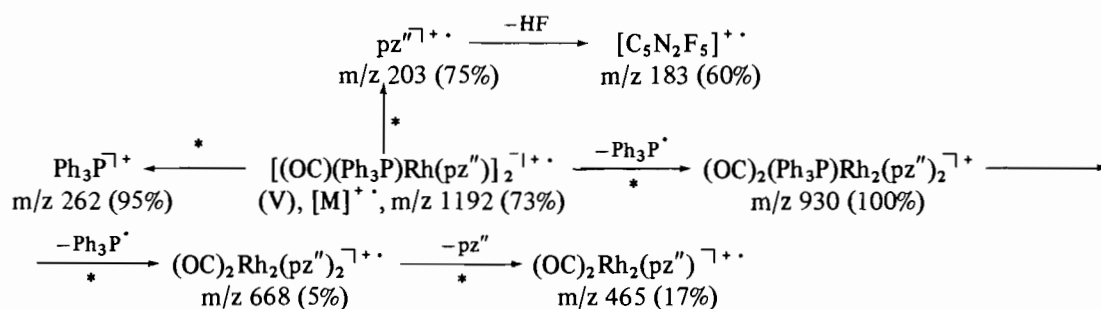 –HF
pz″ ⌉⁺· [C₅N₂F₅]⁺·
m/z 203 (75%) m/z 183 (60%)
*
* –Ph₃P·
Ph₃P⌉⁺ [(OC)(Ph₃P)Rh(pz″)]₂⌉⁺· (OC)₂(Ph₃P)Rh₂(pz″)₂⌉⁺
*
m/z 262 (95%) (V), [M]⁺·, m/z 1192 (73%) m/z 930 (100%)
–Ph₃P· –pz″
(OC)₂Rh₂(pz″)₂⌉⁺· (OC)₂Rh₂(pz″)⌉⁺·
* *
m/z 668 (5%) m/z 465 (17%)